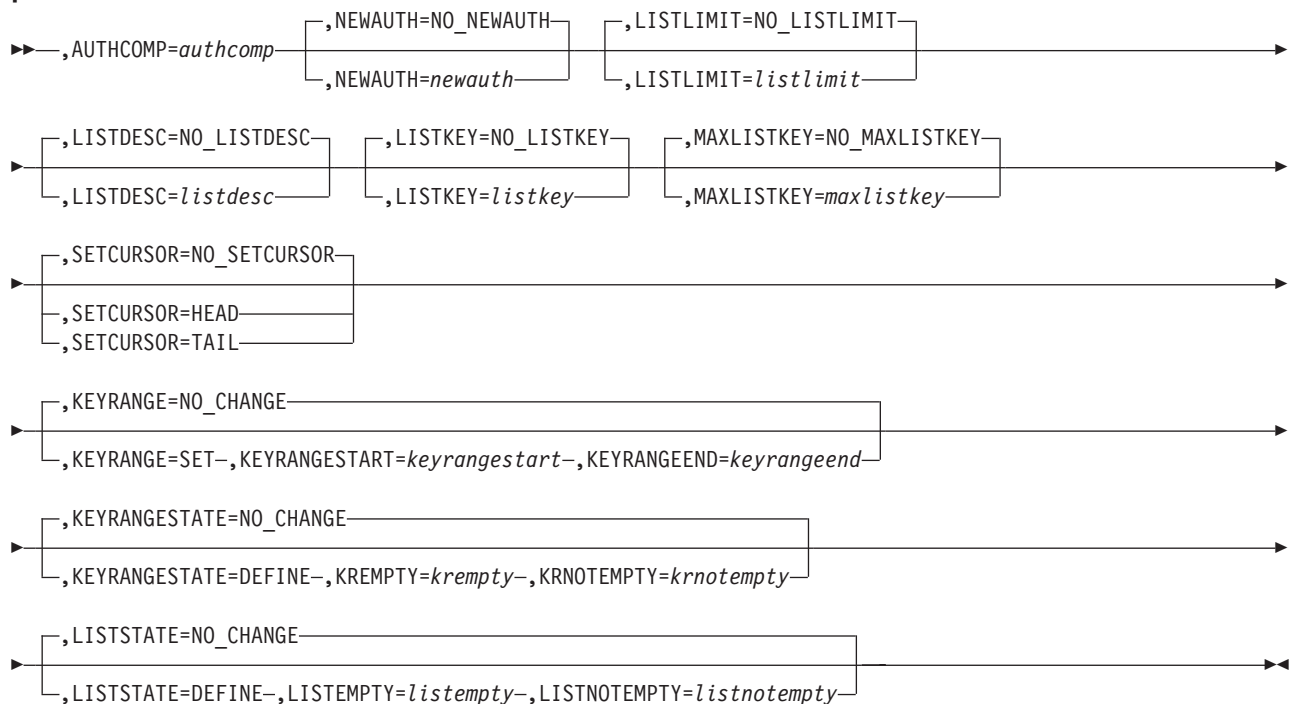 ,NEWAUTH=NO_NEWAUTH ,LISTLIMIT=NO_LISTLIMIT
,AUTHCOMP=authcomp
,NEWAUTH=newauth ,LISTLIMIT=listlimit
,LISTDESC=NO_LISTDESC ,LISTKEY=NO_LISTKEY ,MAXLISTKEY=NO_MAXLISTKEY
,LISTDESC=listdesc ,LISTKEY=listkey ,MAXLISTKEY=maxlistkey
,SETCURSOR=NO_SETCURSOR
,SETCURSOR=HEAD
,SETCURSOR=TAIL
,KEYRANGE=NO_CHANGE
,KEYRANGE=SET–,KEYRANGESTART=keyrangestart–,KEYRANGEEND=keyrangeend
,KEYRANGESTATE=NO_CHANGE
,KEYRANGESTATE=DEFINE–,KREMPTY=krempty–,KRNOTEMPTY=krnotempty
,LISTSTATE=NO_CHANGE
,LISTSTATE=DEFINE–,LISTEMPTY=listempty–,LISTNOTEMPTY=listnotempty